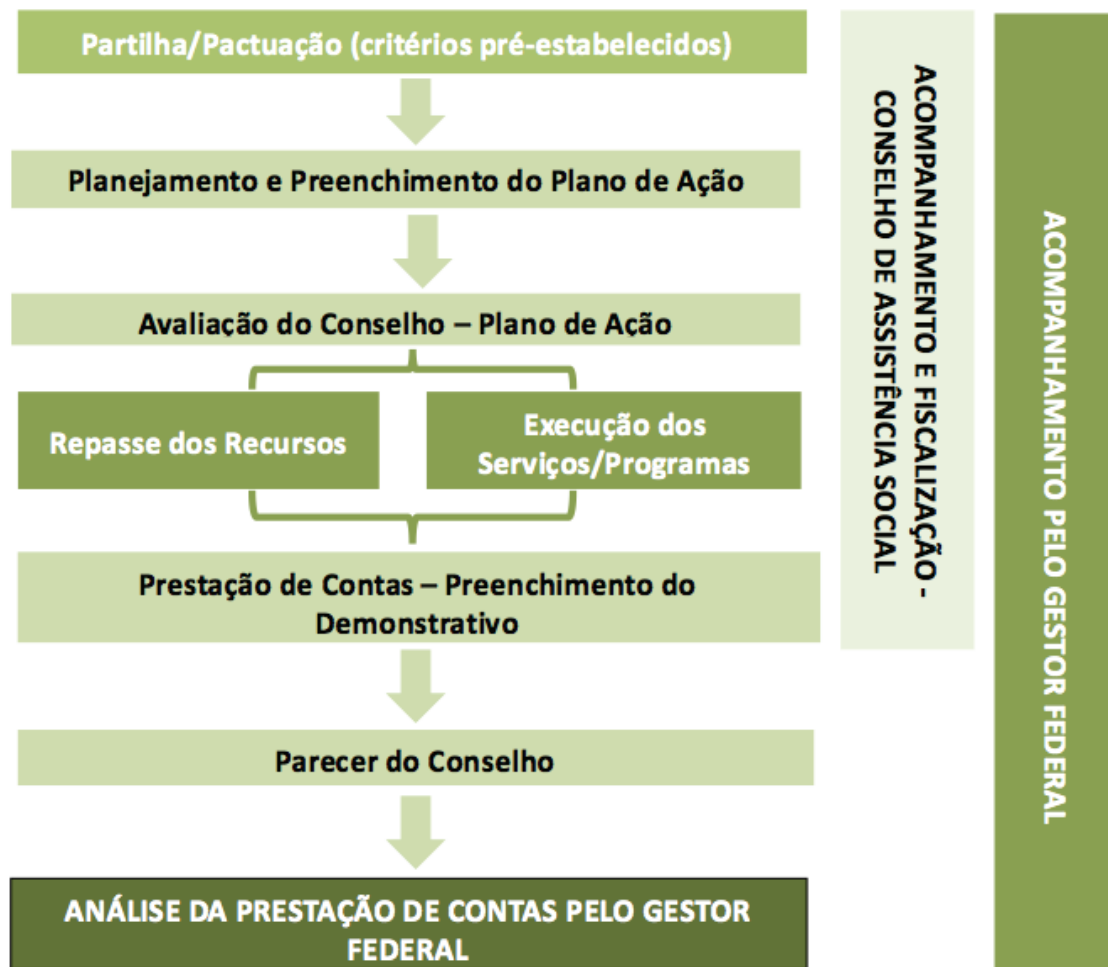 Partilha/Pactuação (critérios pré-estabelecidos)
Planejamento e Preenchimento do Plano de Ação
Avaliação do Conselho – Plano de Ação
Repasse dos Recursos
Execução dos
Serviços/Programas
Prestação de Contas – Preenchimento do
Demonstrativo
Parecer do Conselho
ANÁLISE DA PRESTAÇÃO DE CONTAS PELO GESTOR
FEDERAL
ACOMPANHAMENTO E FISCALIZAÇÃO -
CONSELHO DE ASSISTÊNCIA SOCIAL
ACOMPANHAMENTO PELO GESTOR FEDERAL